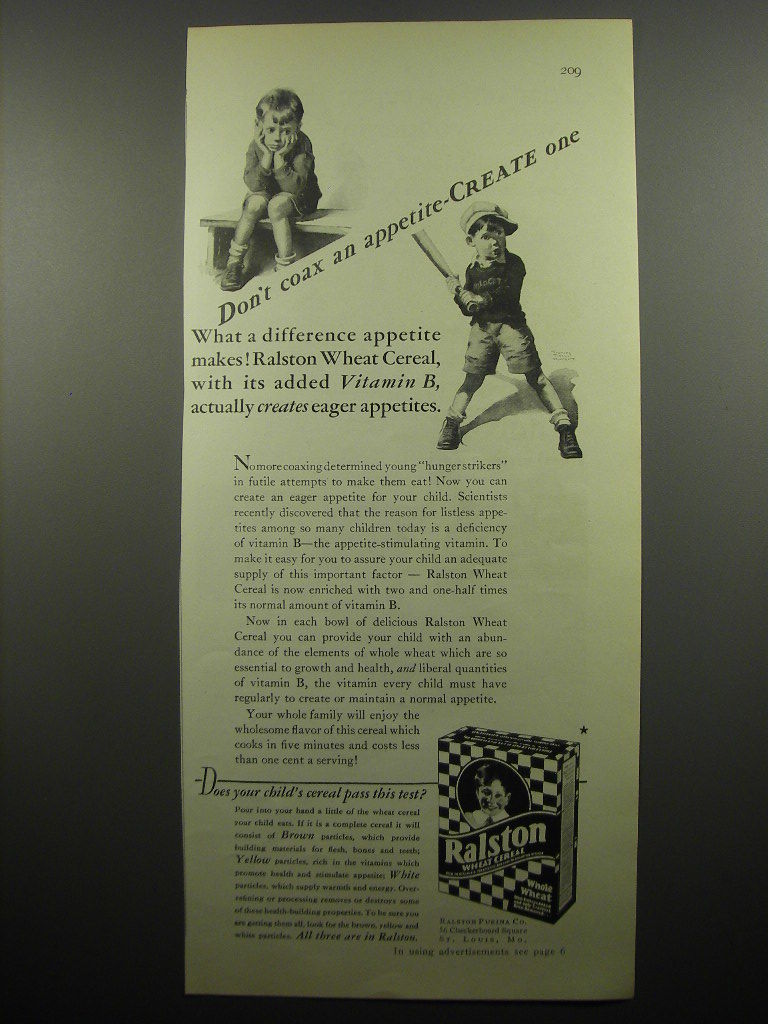 209
Don't coax an appetite-CREATE one
What a difference appetite
makes! Ralston Wheat Cereal,
with its added Vitamin B,
actually creates eager appetites.
No more coaxing determined young "hunger strikers"
in futile attempts to make them eat! Now you can
create an eager appetite for your child. Scientists
recently discovered that the reason for listless appe-
tites among so many children today is a deficiency
of vitamin B—the appetite-stimulating vitamin. To
make it easy for you to assure your child an adequate
supply of this important factor — Ralston Wheat
Cereal is now enriched with two and one-half times
its normal amount of vitamin B.
Now in each bowl of delicious Ralston Wheat
Cereal you can provide your child with an abun-
dance of the elements of whole wheat which are so
essential to growth and health, and liberal quantities
of vitamin B, the vitamin every child must have
regularly to create or maintain a normal appetite.
Your whole family will enjoy the
wholesome flavor of this cereal which
cooks in five minutes and costs less
than one cent a serving!
Does your child's cereal pass this test?
Pour into your hand a little of the wheat cereal
your child eats. If it is a complete cereal it will
consist of Brown particles, which provide
building materials for flesh, bones and teeth;
Yellow particles, rich in the vitamins which
promote health and stimulate appetite; White
particles, which supply warmth and energy. Over-
refining or processing removes or destroys some
of these health-building properties. To be sure you
are getting them all, look for the brown, yellow and
white particles. All three are in Ralston.
Ralston
WHEAT CEREAL
Whole
Wheat
RALSTON PURINA CO.
56 Checkerboard Square
ST. LOUIS, MO.
In using advertisements see page 6